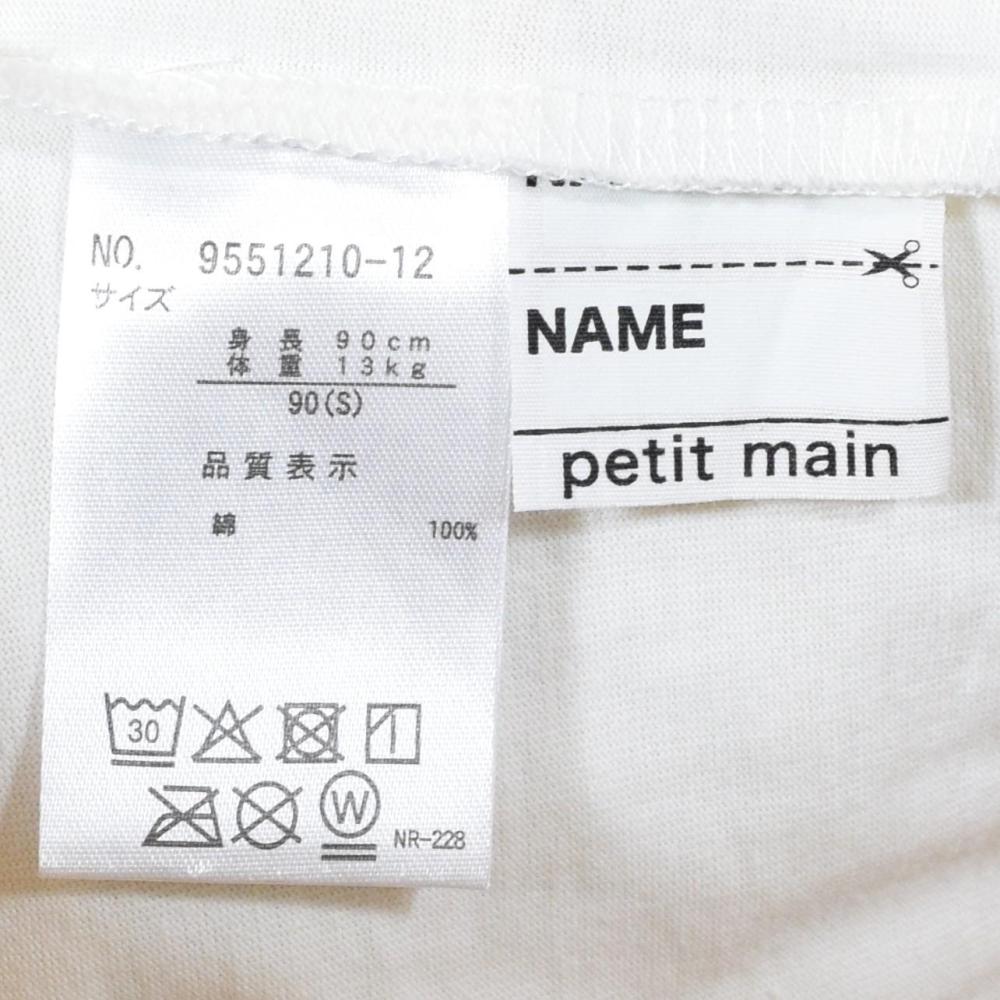 NO. 9551210-12
サイズ
身長 90cm
体重 13kg
90(S)
品質表示
綿 100%
30
W
NR-228
NAME
petit main